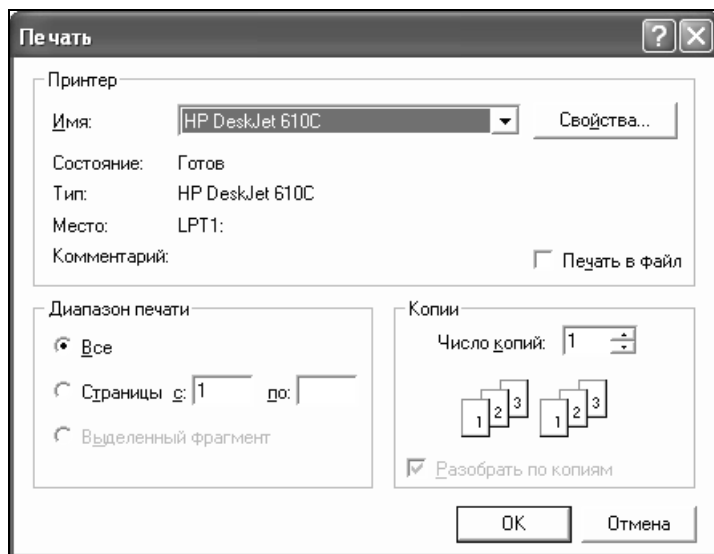 Печать
Принтер
Имя: HP DeskJet 610C Свойства...
Состояние: Готов
Тип: HP DeskJet 610C
Место: LPT1:
Комментарий:
Печать в файл
Диапазон печати
Все
Страницы с: 1 по:
Выделенный фрагмент
Копии
Число копий: 1
1 2 3 1 2 3
Разобрать по копиям
OK Отмена